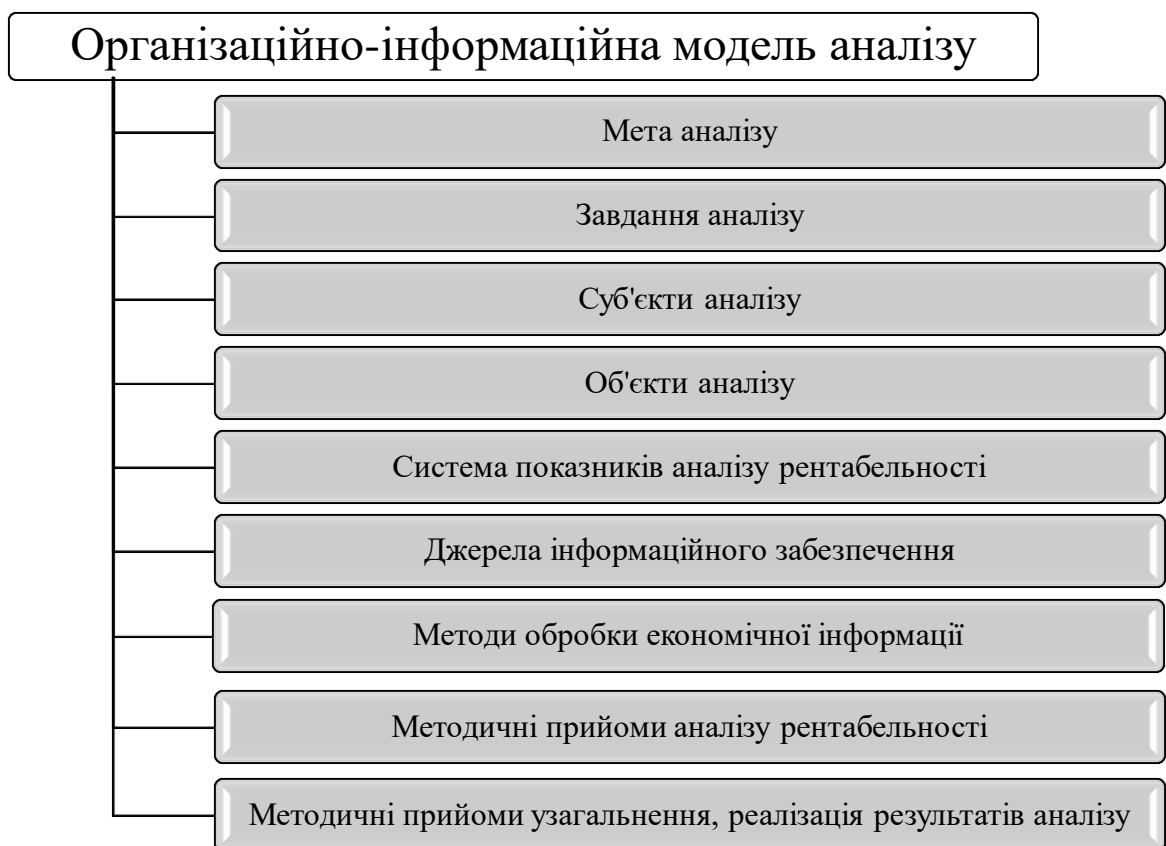 Організаційно-інформаційна модель аналізу
Мета аналізу
Завдання аналізу
Суб'єкти аналізу
Об'єкти аналізу
Система показників аналізу рентабельності
Джерела інформаційного забезпечення
Методи обробки економічної інформації
Методичні прийоми аналізу рентабельності
Методичні прийоми узагальнення, реалізація результатів аналізу